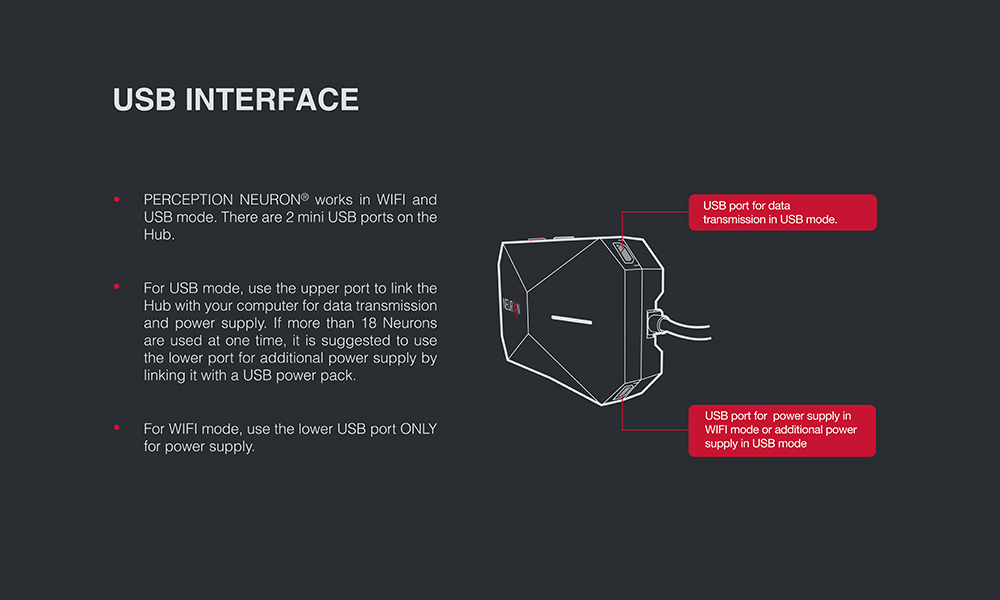 USB INTERFACE
• PERCEPTION NEURON® works in WIFI and
USB mode. There are 2 mini USB ports on the
Hub.
• For USB mode, use the upper port to link the
Hub with your computer for data transmission
and power supply. If more than 18 Neurons
are used at one time, it is suggested to use
the lower port for additional power supply by
linking it with a USB power pack.
• For WIFI mode, use the lower USB port ONLY
for power supply.
USB port for data
transmission in USB mode.
NEURON
USB port for power supply in
WIFI mode or additional power
supply in USB mode